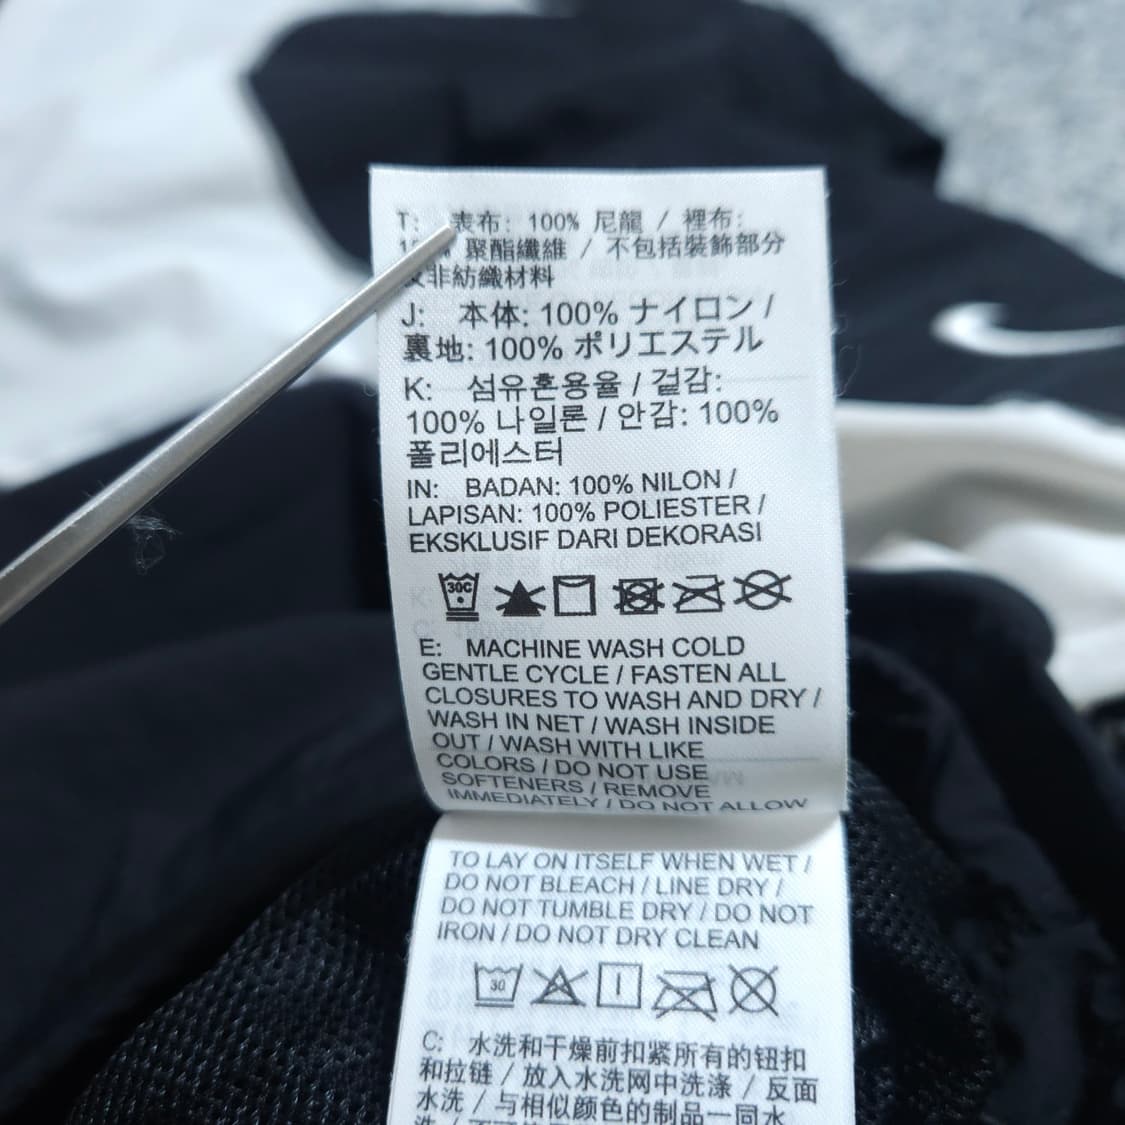 T: 表布: 100% 尼龍 / 裡布:
聚酯纖維 / 不包括裝飾部分
及非紡織材料
J: 本体: 100% ナイロン /
裏地: 100% ポリエステル
K: 섬유혼용율 / 겉감:
100% 나일론 / 안감: 100%
폴리에스터
IN: BADAN: 100% NILON /
LAPISAN: 100% POLIESTER /
EKSKLUSIF DARI DEKORASI
30C
E: MACHINE WASH COLD
GENTLE CYCLE / FASTEN ALL
CLOSURES TO WASH AND DRY /
WASH IN NET / WASH INSIDE
OUT / WASH WITH LIKE
COLORS / DO NOT USE
SOFTENERS / REMOVE
IMMEDIATELY / DO NOT ALLOW
TO LAY ON ITSELF WHEN WET /
DO NOT BLEACH / LINE DRY /
DO NOT TUMBLE DRY / DO NOT
IRON / DO NOT DRY CLEAN
30
C: 水洗和干燥前扣紧所有的钮扣
和拉链 / 放入水洗网中洗涤 / 反面
水洗 / 与相似颜色的制品一同水